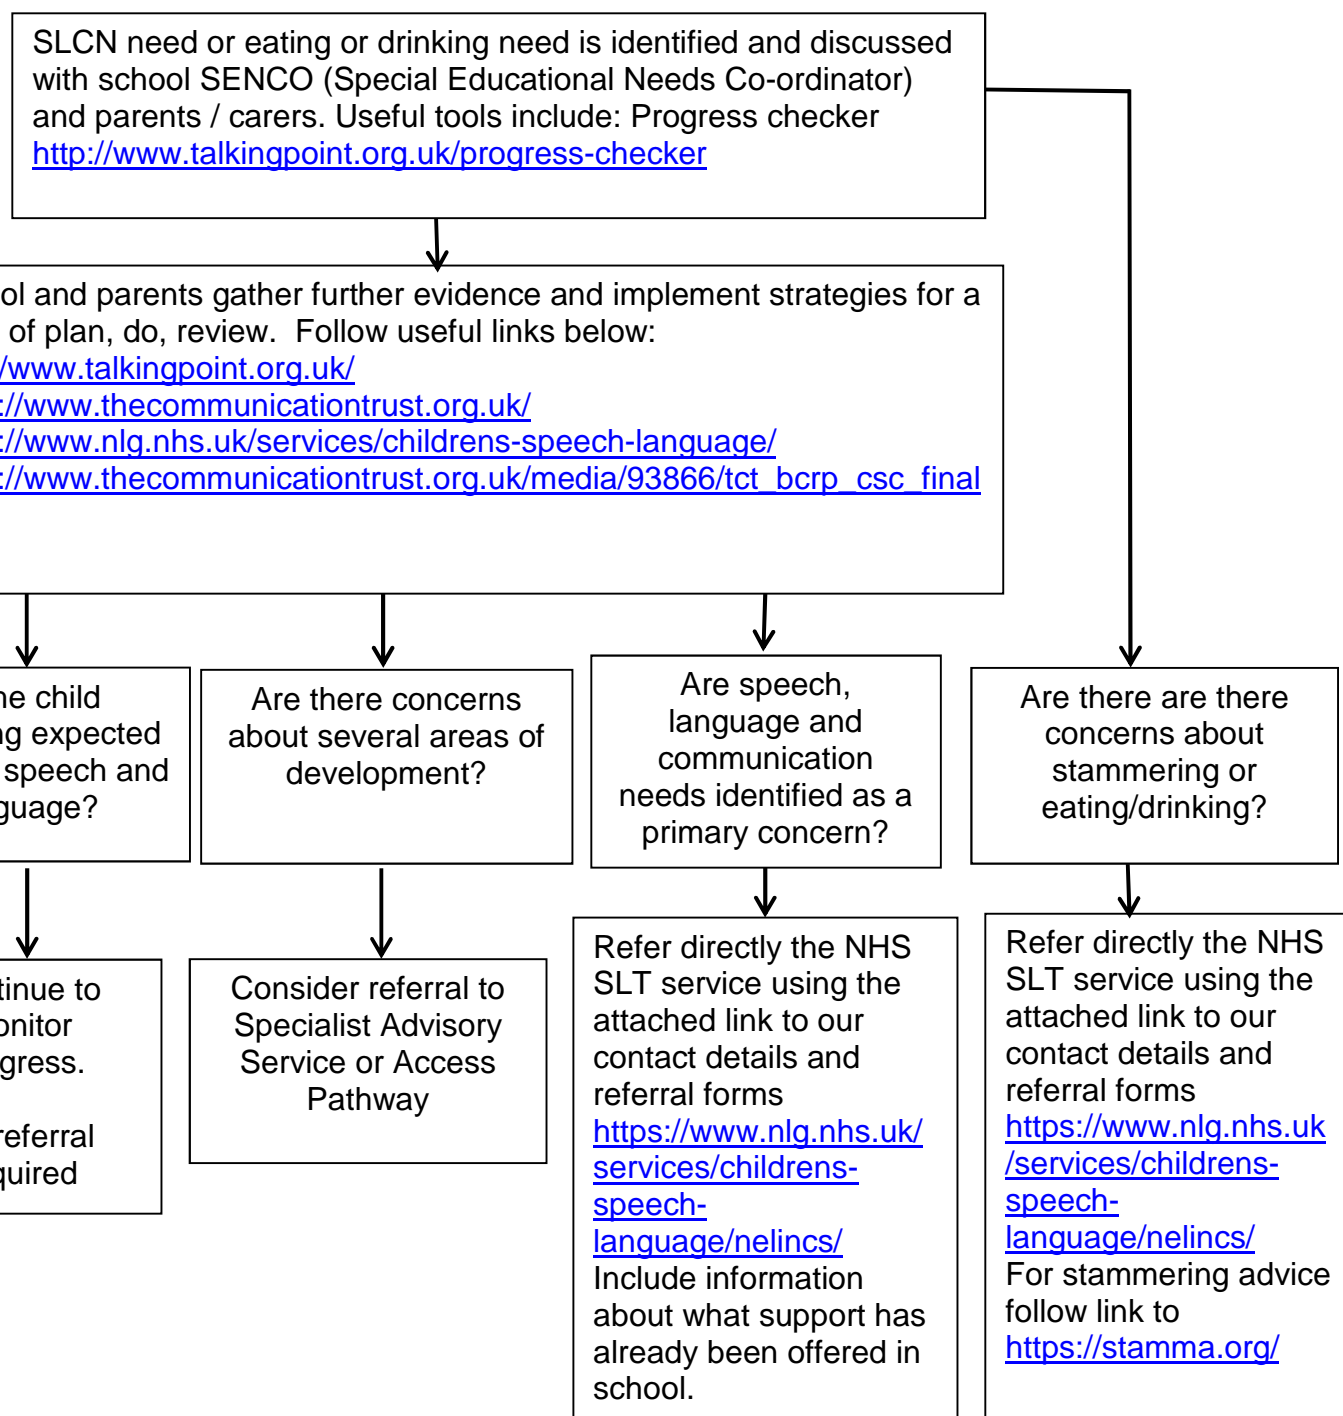 SLCN need or eating or drinking need is identified and discussed
with school SENCO (Special Educational Needs Co-ordinator)
and parents / carers. Useful tools include: Progress checker
http://www.talkingpoint.org.uk/progress-checker
ol and parents gather further evidence and implement strategies for a
of plan, do, review. Follow useful links below:
/www.talkingpoint.org.uk/
://www.thecommunicationtrust.org.uk/
://www.nlg.nhs.uk/services/childrens-speech-language/
://www.thecommunicationtrust.org.uk/media/93866/tct_bcrp_csc_final
ne child
ng expected
speech and
guage?
Are there concerns
about several areas of
development?
Are speech,
language and
communication
needs identified as a
primary concern?
Are there are there
concerns about
stammering or
eating/drinking?
tinue to
onitor
gress.
referral
quired
Consider referral to
Specialist Advisory
Service or Access
Pathway
Refer directly the NHS
SLT service using the
attached link to our
contact details and
referral forms
https://www.nlg.nhs.uk/
services/childrens-
speech-
language/nelincs/
Include information
about what support has
already been offered in
school.
Refer directly the NHS
SLT service using the
attached link to our
contact details and
referral forms
https://www.nlg.nhs.uk
/services/childrens-
speech-
language/nelincs/
For stammering advice
follow link to
https://stamma.org/